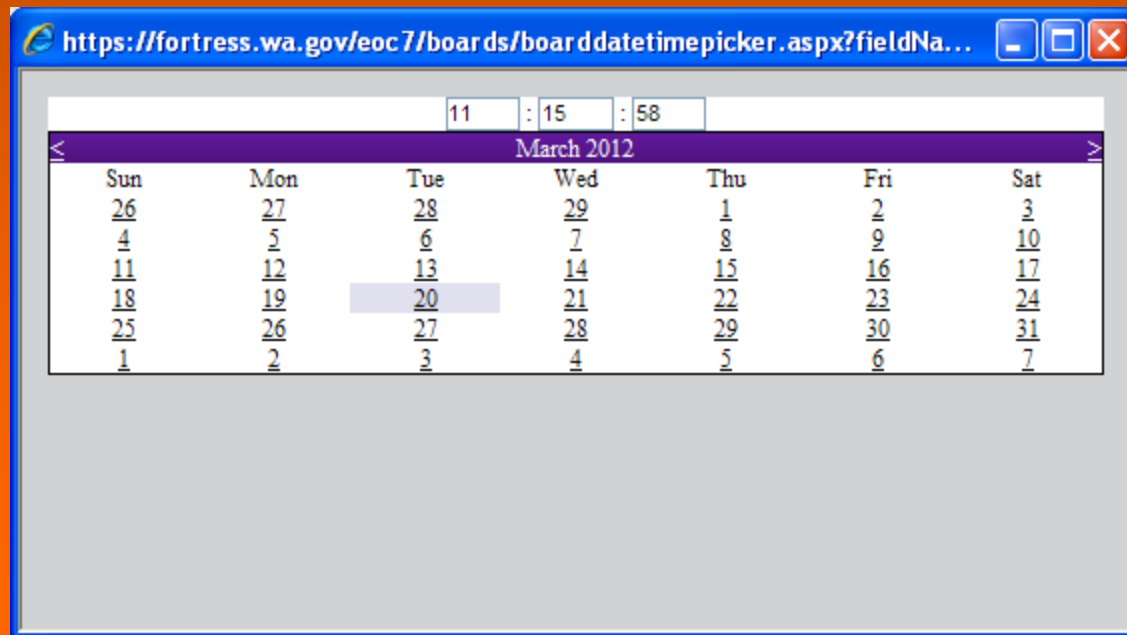 https://fortress.wa.gov/eoc7/boards/boarddatetimepicker.aspx?fieldNa...
11 : 15 : 58
< March 2012 >
Sun Mon Tue Wed Thu Fri Sat
26 27 28 29 1 2 3
4 5 6 7 8 9 10
11 12 13 14 15 16 17
18 19 20 21 22 23 24
25 26 27 28 29 30 31
1 2 3 4 5 6 7